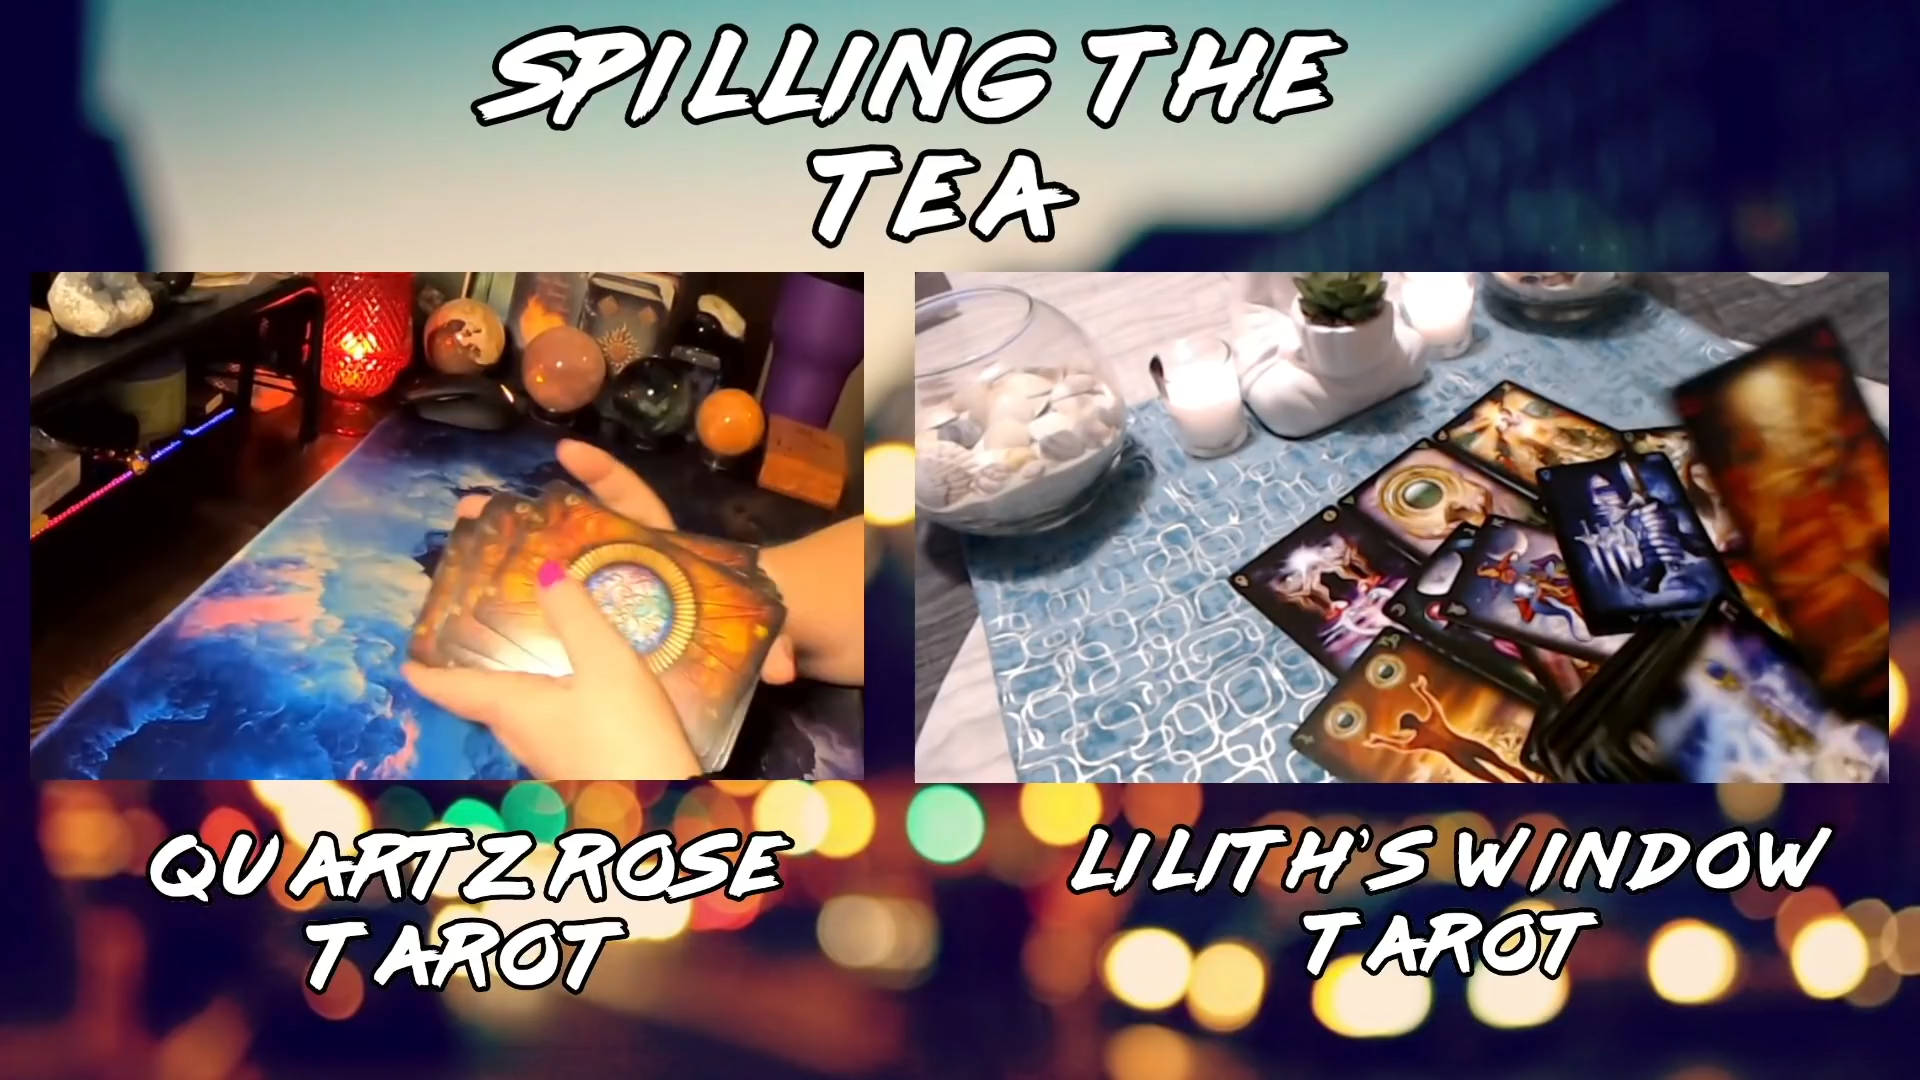 SPILLING THE
TEA
QUARTZ ROSE
TAROT
LILITH'S WINDOW
TAROT